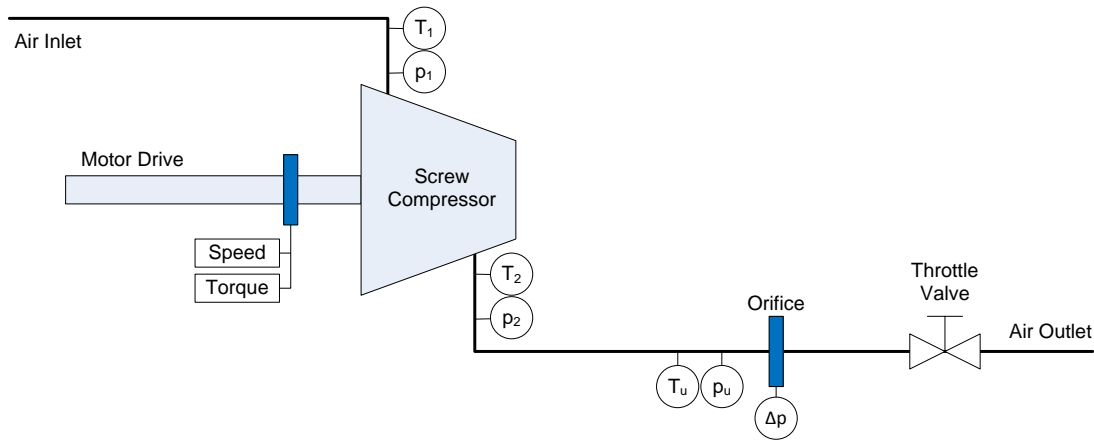 T₁
Air Inlet
p₁
Motor Drive
Screw
Compressor
Speed
Torque
T₂
p₂
Throttle
Valve
Orifice
Air Outlet
Tᵤ
pᵤ
Δp